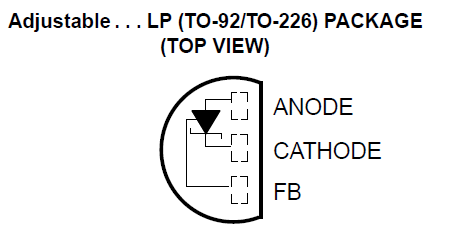 Adjustable . . . LP (TO-92/TO-226) PACKAGE
(TOP VIEW)
ANODE
CATHODE
FB